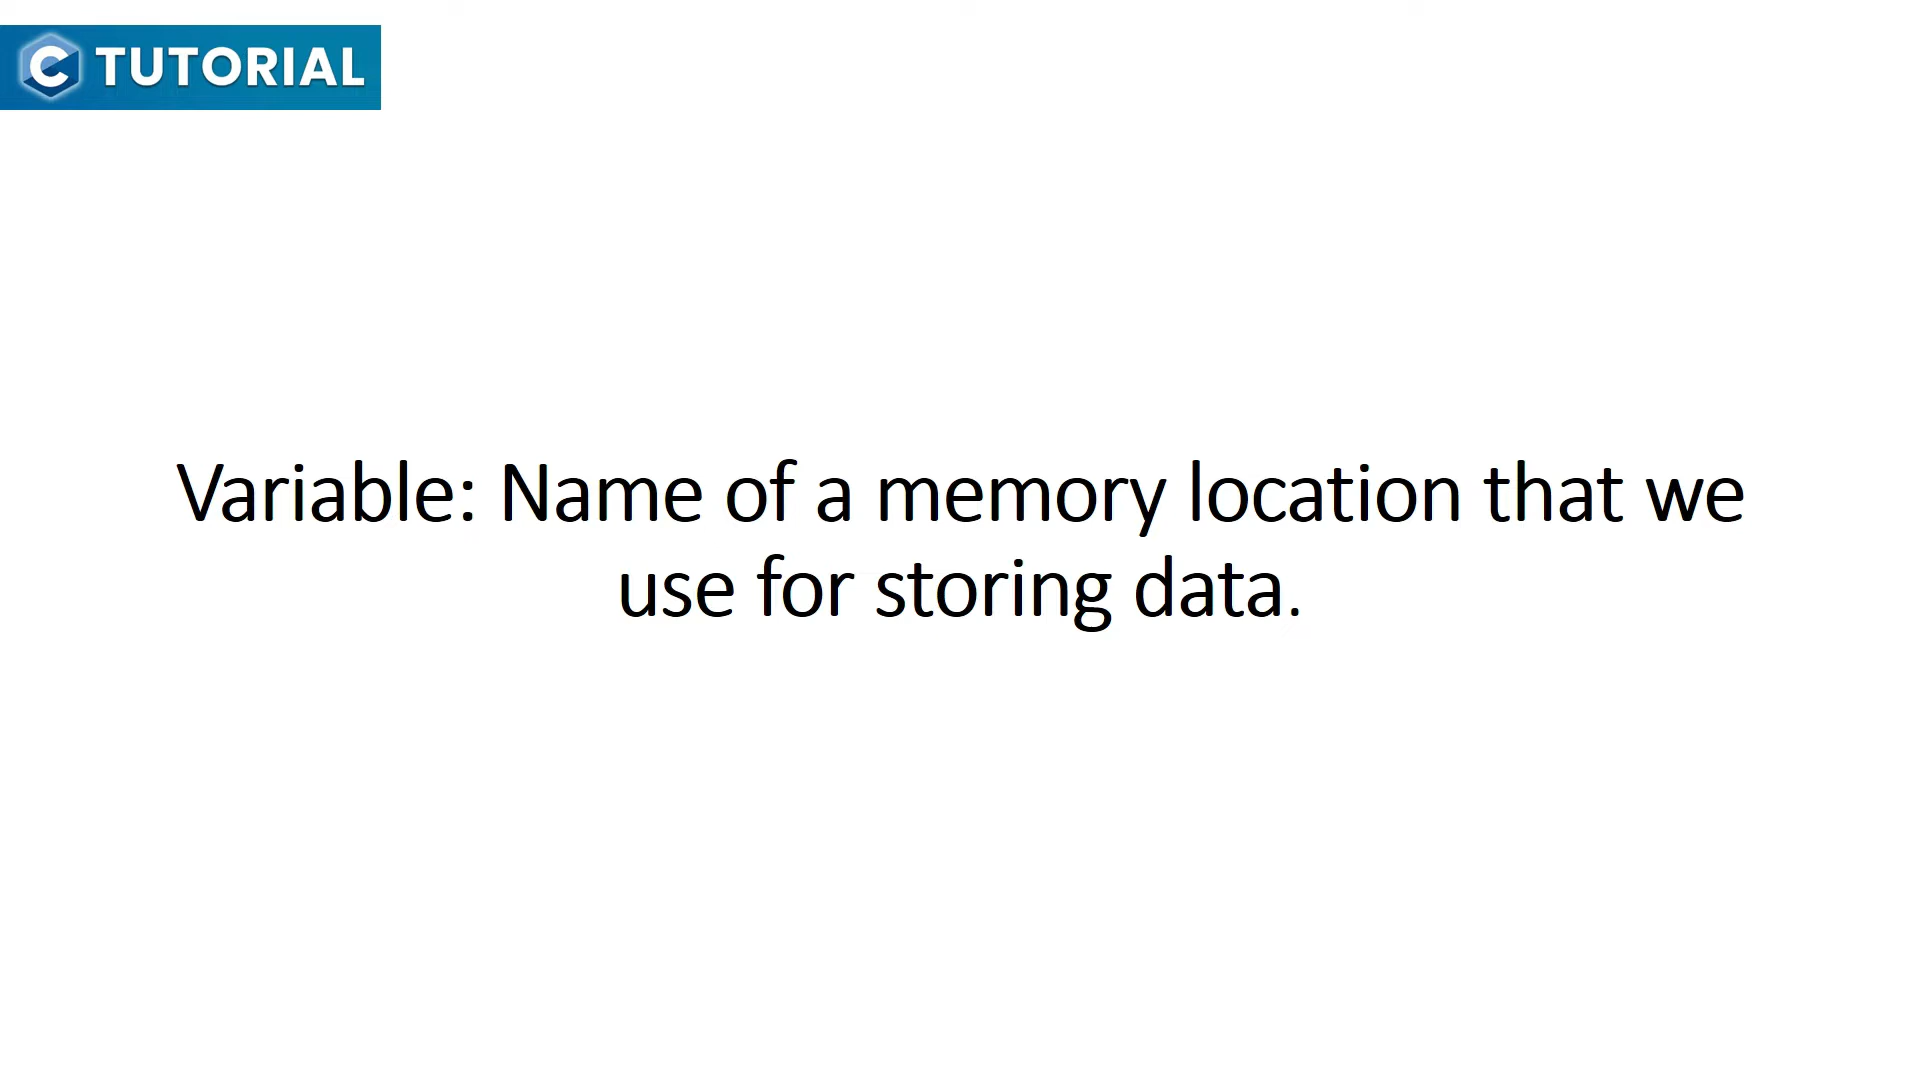 C TUTORIAL
Variable: Name of a memory location that we
use for storing data.